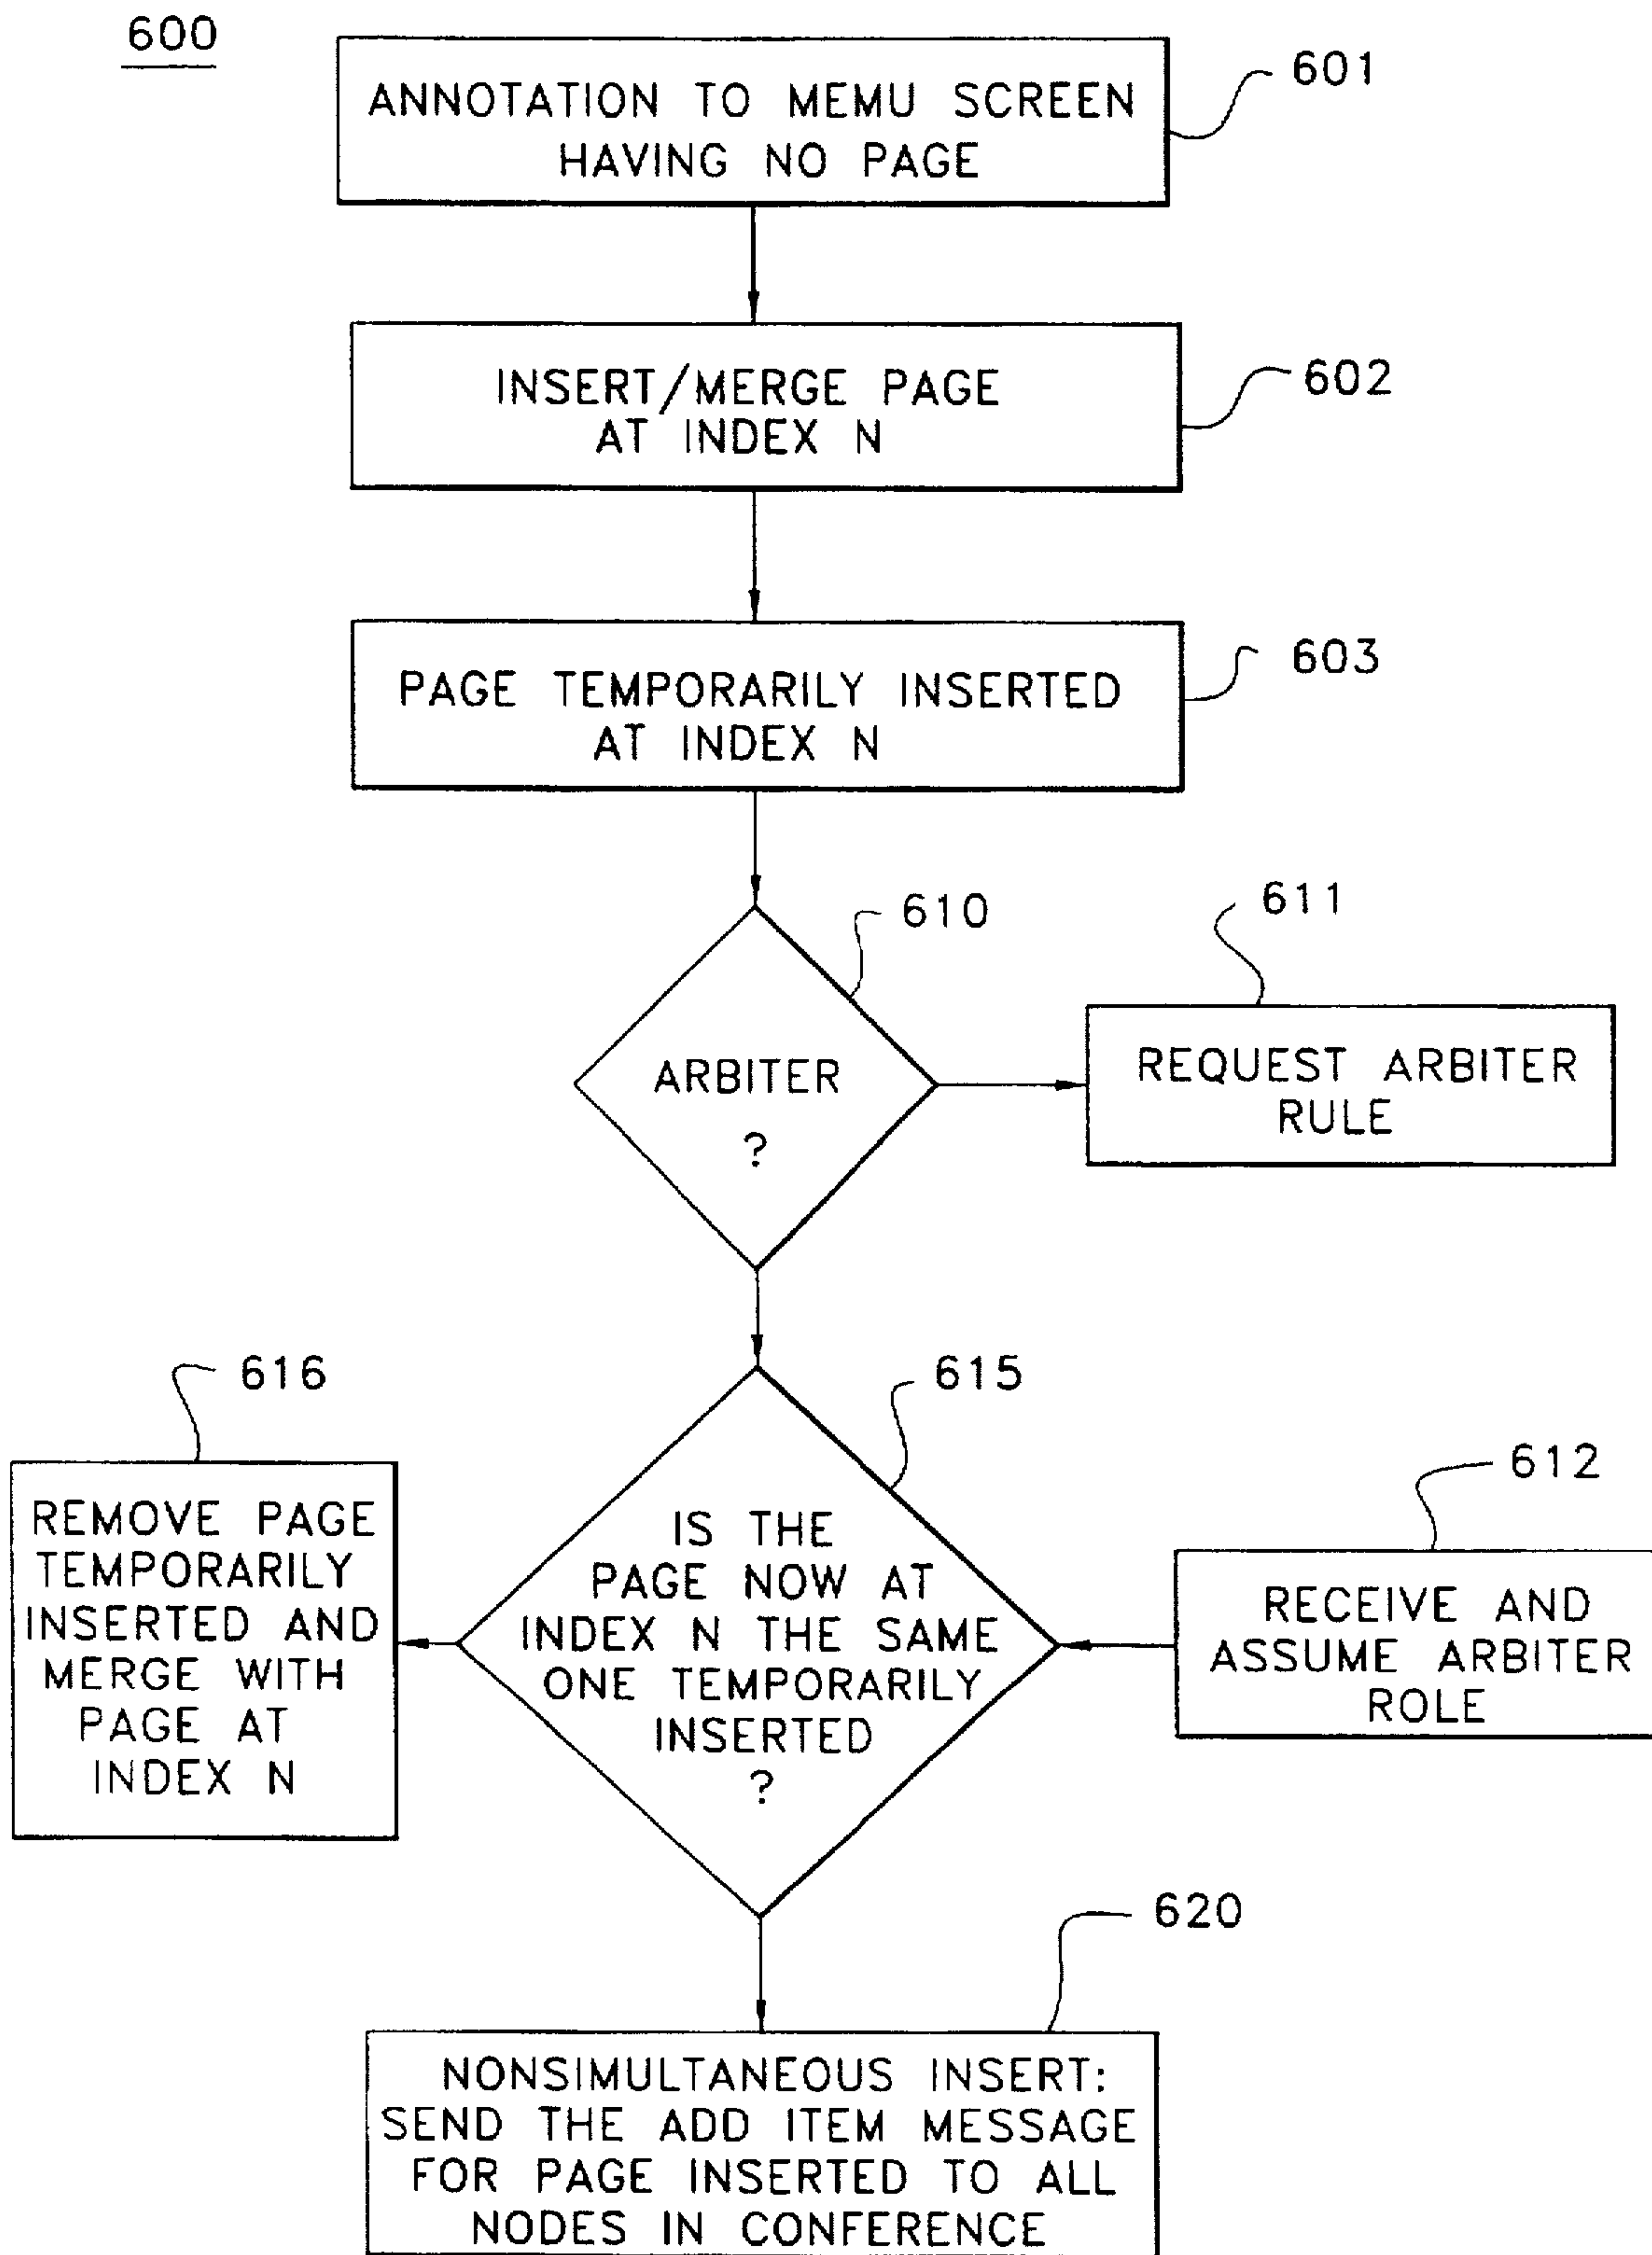 600
601
ANNOTATION TO MEMU SCREEN
HAVING NO PAGE
602
INSERT/MERGE PAGE
AT INDEX N
603
PAGE TEMPORARILY INSERTED
AT INDEX N
610
611
ARBITER
?
REQUEST ARBITER
RULE
616
615
612
REMOVE PAGE
TEMPORARILY
INSERTED AND
MERGE WITH
PAGE AT
INDEX N
IS THE
PAGE NOW AT
INDEX N THE SAME
ONE TEMPORARILY
INSERTED
?
RECEIVE AND
ASSUME ARBITER
ROLE
620
NONSIMULTANEOUS INSERT:
SEND THE ADD ITEM MESSAGE
FOR PAGE INSERTED TO ALL
NODES IN CONFERENCE